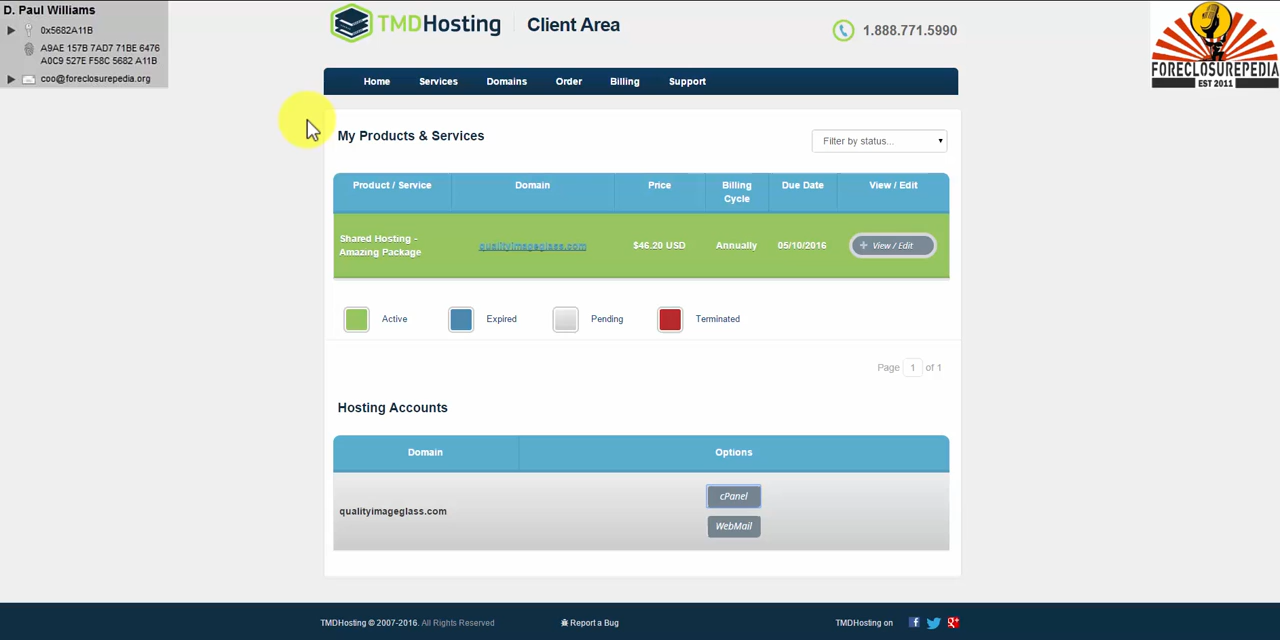 D. Paul Williams
0x5682A11B
A9AE 157B 7AD7 71BE 6476
A0C9 527E F58C 5682 A11B
coo@foreclosurepedia.org
TMDHosting
Client Area
1.888.771.5990
FORECLOSUREPEDIA
EST 2011
Home Services Domains Order Billing Support
My Products & Services
Filter by status...
Product / Service Domain Price Billing Cycle Due Date View / Edit
Shared Hosting -
Amazing Package
qualityimageglass.com
$46.20 USD
Annually
05/10/2016
View / Edit
Active Expired Pending Terminated
Page 1 of 1
Hosting Accounts
Domain Options
qualityimageglass.com
cPanel
WebMail
TMDHosting © 2007-2016. All Rights Reserved
Report a Bug
TMDHosting on